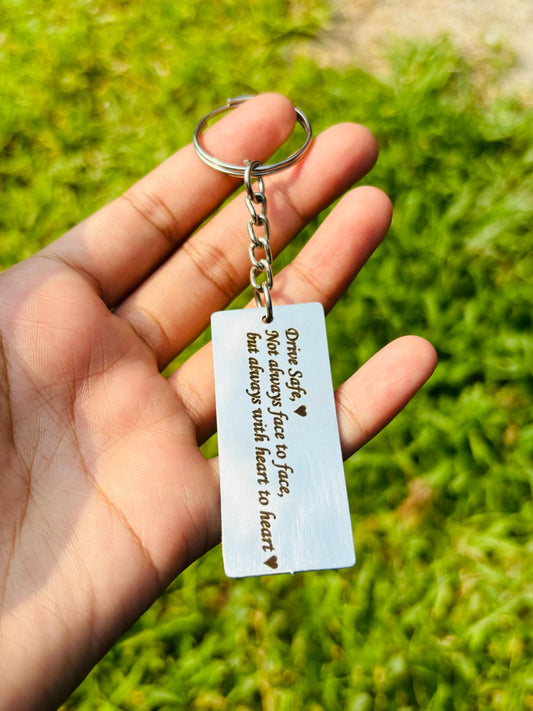 Drive Safe, ♥
Not always face to face,
but always with heart to heart ♥